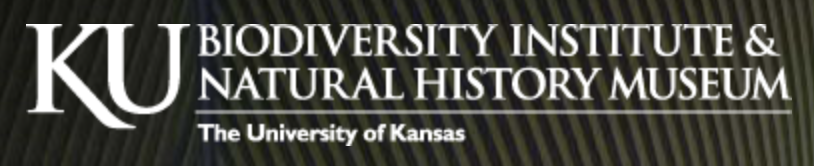 KU BIODIVERSITY INSTITUTE &
NATURAL HISTORY MUSEUM
The University of Kansas